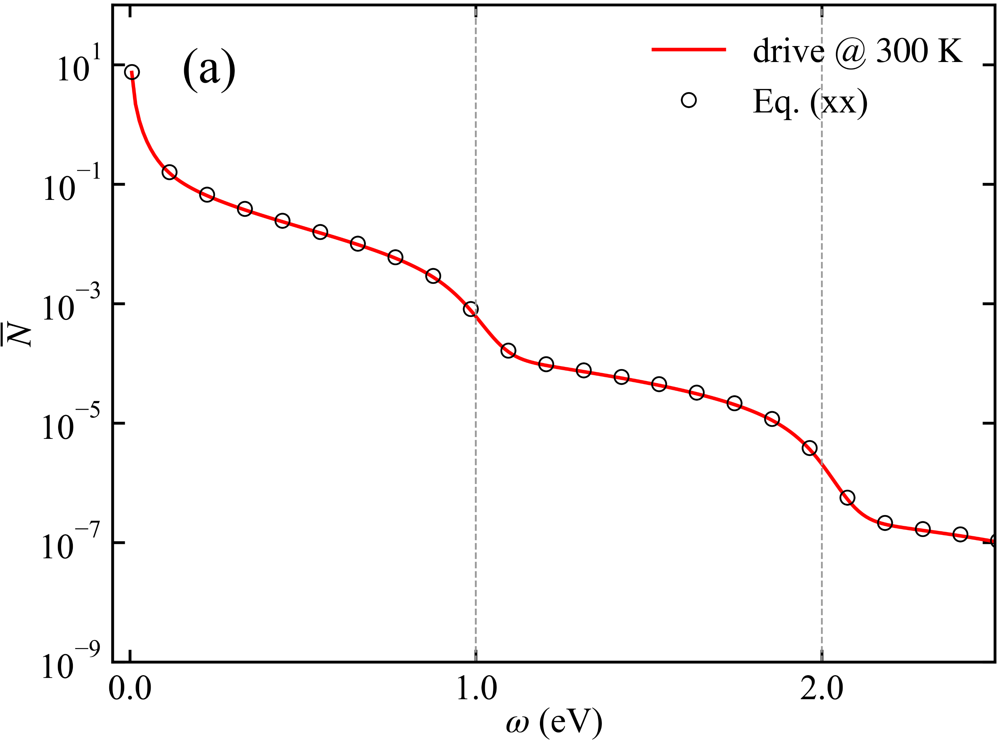 (a)
drive @ 300 K
Eq. (xx)
10^1
10^−1
10^−3
10^−5
10^−7
10^−9
N̅
0.0 1.0 2.0
ω (eV)